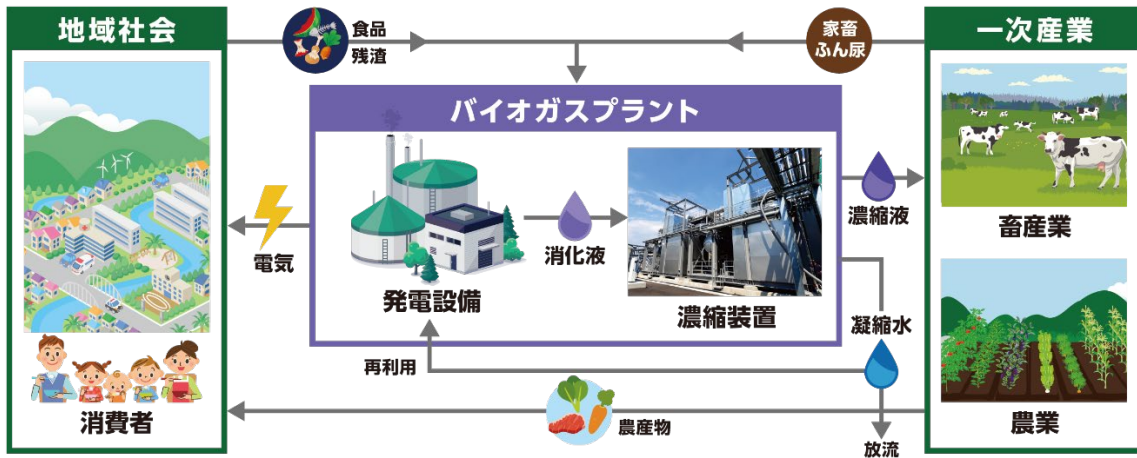 地域社会
食品
残渣
家畜
ふん尿
一次産業
バイオガスプラント
電気
消化液
濃縮液
畜産業
発電設備
濃縮装置
凝縮水
再利用
消費者
農産物
農業
放流